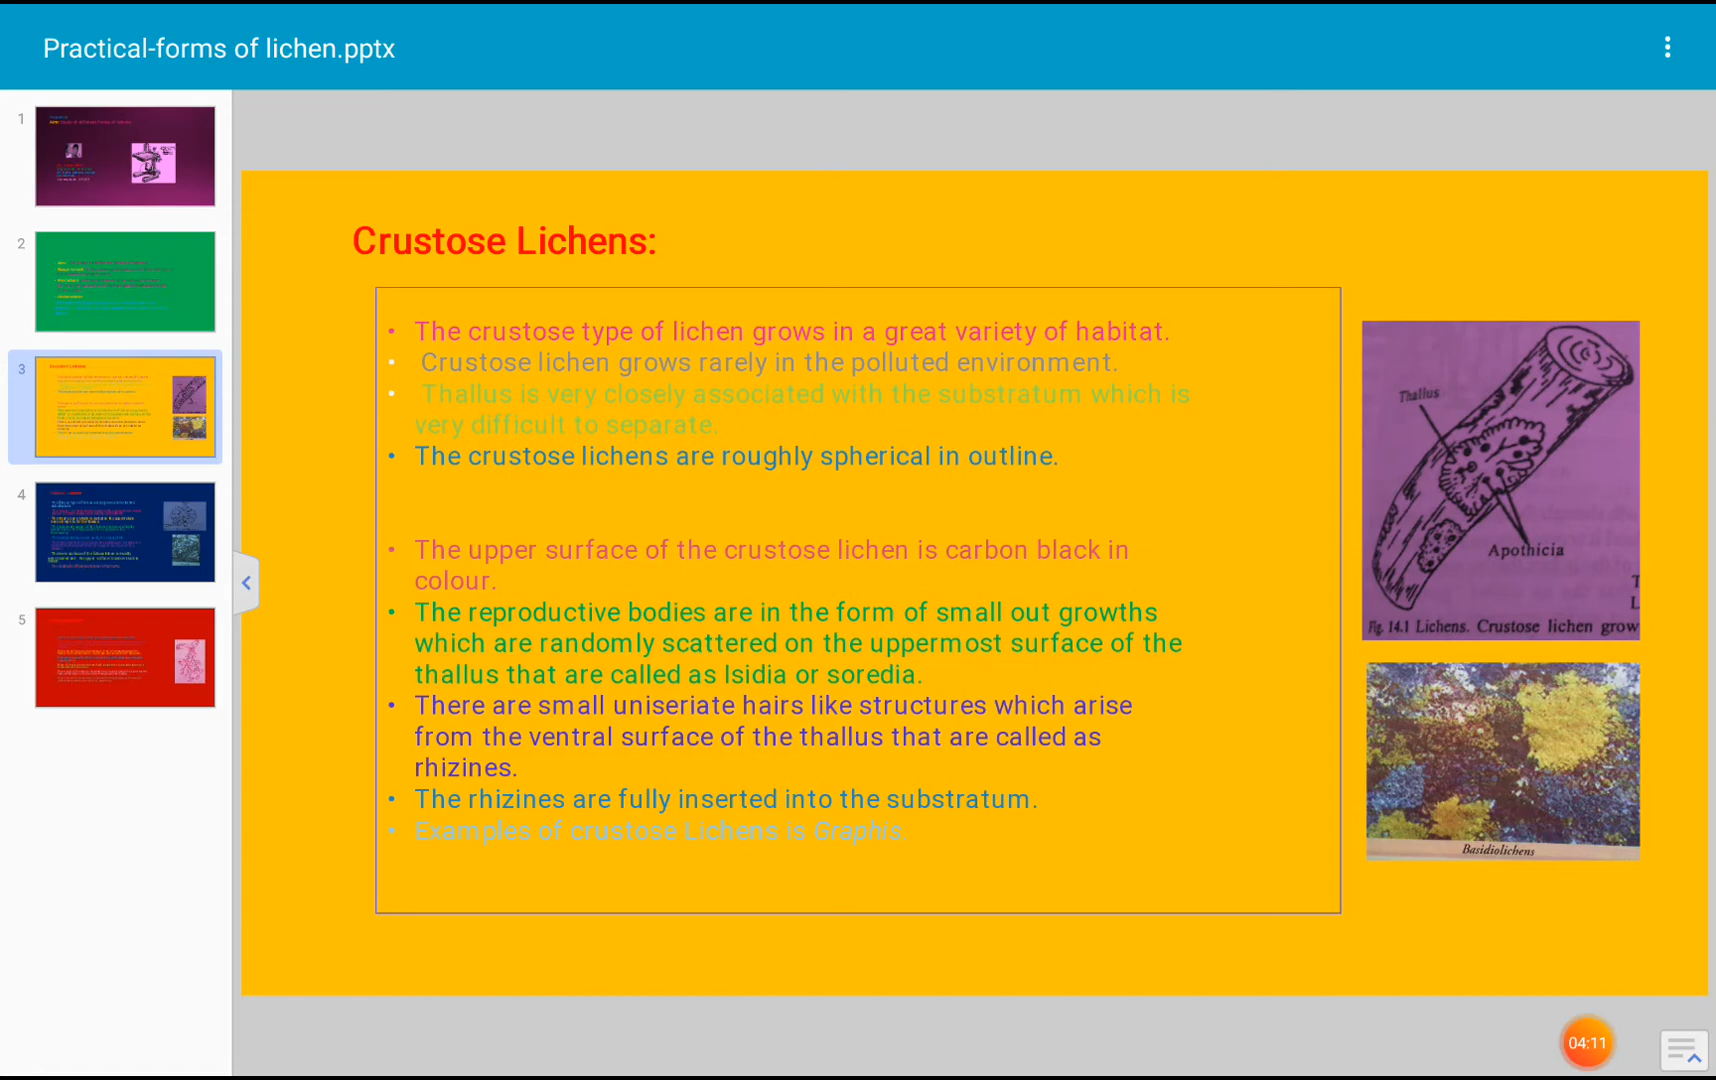 Practical-forms of lichen.pptx
1
2
3
4
5
Crustose Lichens:
• The crustose type of lichen grows in a great variety of habitat.
• Crustose lichen grows rarely in the polluted environment.
• Thallus is very closely associated with the substratum which is
very difficult to separate.
• The crustose lichens are roughly spherical in outline.
• The upper surface of the crustose lichen is carbon black in
colour.
• The reproductive bodies are in the form of small out growths
which are randomly scattered on the uppermost surface of the
thallus that are called as Isidia or soredia.
• There are small uniseriate hairs like structures which arise
from the ventral surface of the thallus that are called as
rhizines.
• The rhizines are fully inserted into the substratum.
• Examples of crustose Lichens is Graphis.
Thallus
Apothicia
T
L
Fig. 14.1 Lichens. Crustose lichen grow
Basidiolichens
04:11